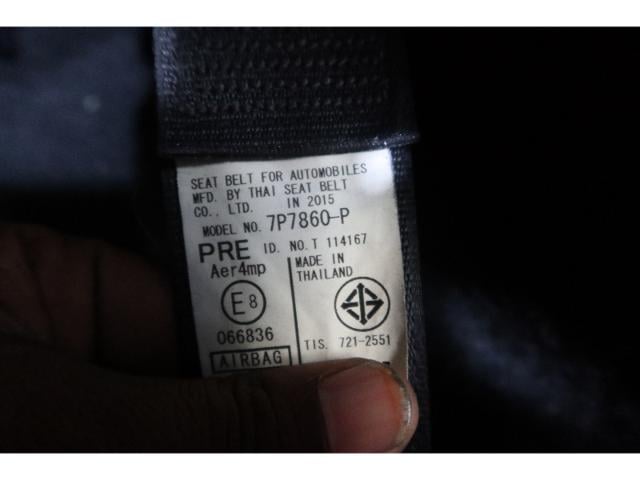 SEAT BELT FOR AUTOMOBILES
MFD. BY THAI SEAT BELT
CO., LTD. IN 2015
MODEL NO. 7P7860-P
PRE ID. NO. T 114167
Aer4mp
MADE IN
THAILAND
E8
066836
TIS. 721-2551
AIRBAG